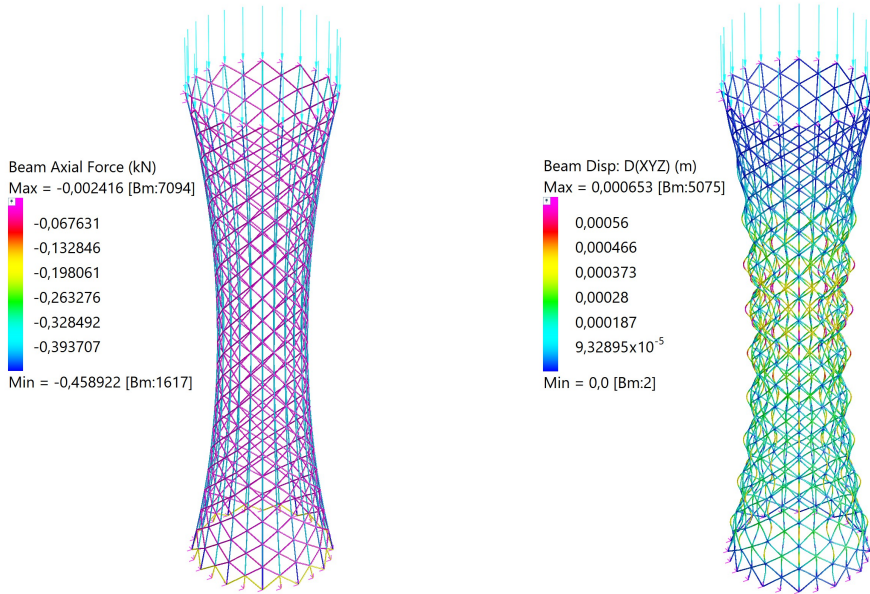 Beam Axial Force (kN)
Max = -0,002416 [Bm:7094]
-0,067631
-0,132846
-0,198061
-0,263276
-0,328492
-0,393707
Min = -0,458922 [Bm:1617]
Beam Disp: D(XYZ) (m)
Max = 0,000653 [Bm:5075]
0,00056
0,000466
0,000373
0,00028
0,000187
9,32895x10⁻⁵
Min = 0,0 [Bm:2]